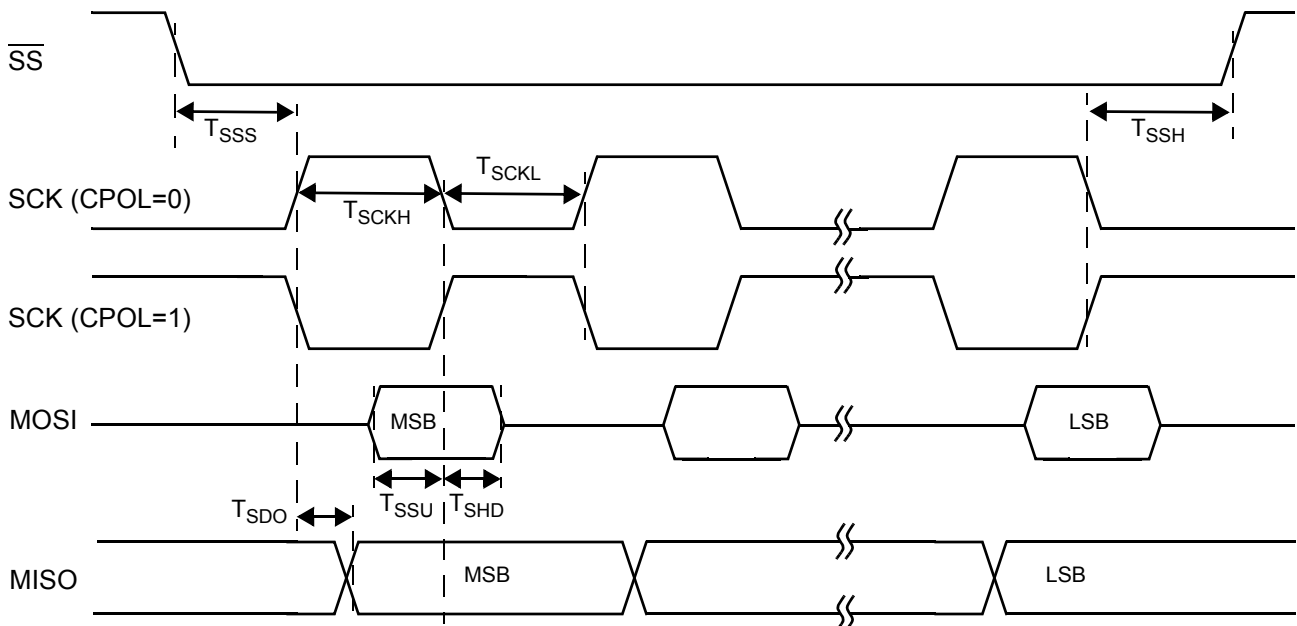 SS
TSSS
TSSH
SCK (CPOL=0)
TSCKH
TSCKL
SCK (CPOL=1)
MOSI
MSB
LSB
TSSU
TSHD
TSDO
MISO
MSB
LSB